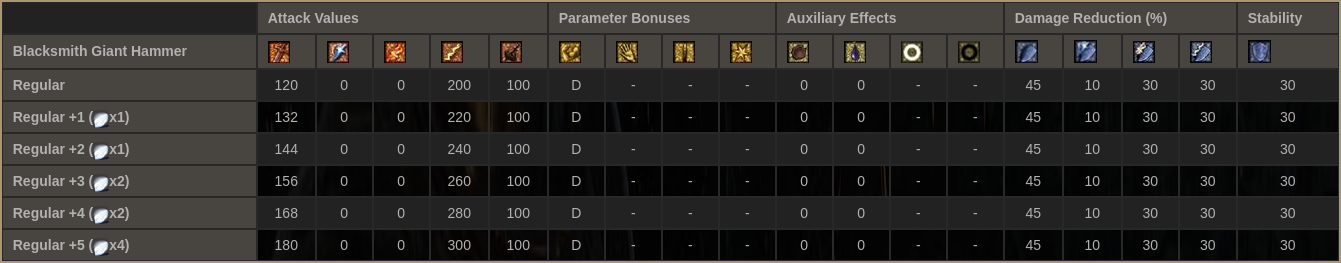 Attack Values Parameter Bonuses Auxiliary Effects Damage Reduction (%) Stability
Blacksmith Giant Hammer
Regular 120 0 0 200 100 D - - - 0 0 - - 45 10 30 30 30
Regular +1 (x1) 132 0 0 220 100 D - - - 0 0 - - 45 10 30 30 30
Regular +2 (x1) 144 0 0 240 100 D - - - 0 0 - - 45 10 30 30 30
Regular +3 (x2) 156 0 0 260 100 D - - - 0 0 - - 45 10 30 30 30
Regular +4 (x2) 168 0 0 280 100 D - - - 0 0 - - 45 10 30 30 30
Regular +5 (x4) 180 0 0 300 100 D - - - 0 0 - - 45 10 30 30 30